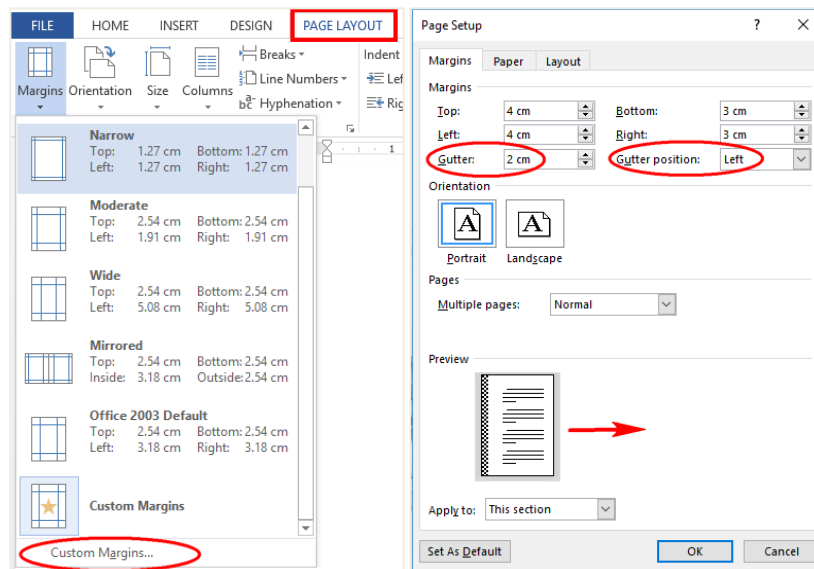 FILE HOME INSERT DESIGN PAGE LAYOUT
Margins Orientation Size Columns
Breaks
Line Numbers
Hyphenation
Indent
Narrow
Top: 1.27 cm Bottom: 1.27 cm
Left: 1.27 cm Right: 1.27 cm
Moderate
Top: 2.54 cm Bottom: 2.54 cm
Left: 1.91 cm Right: 1.91 cm
Wide
Top: 2.54 cm Bottom: 2.54 cm
Left: 5.08 cm Right: 5.08 cm
Mirrored
Top: 2.54 cm Bottom: 2.54 cm
Inside: 3.18 cm Outside: 2.54 cm
Office 2003 Default
Top: 2.54 cm Bottom: 2.54 cm
Left: 3.18 cm Right: 3.18 cm
Custom Margins
Custom Margins...
1
Page Setup
Margins Paper Layout
Margins
Top: 4 cm Bottom: 3 cm
Left: 4 cm Right: 3 cm
Gutter: 2 cm Gutter position: Left
Orientation
A A
Portrait Landscape
Pages
Multiple pages: Normal
Preview
Apply to: This section
Set As Default OK Cancel